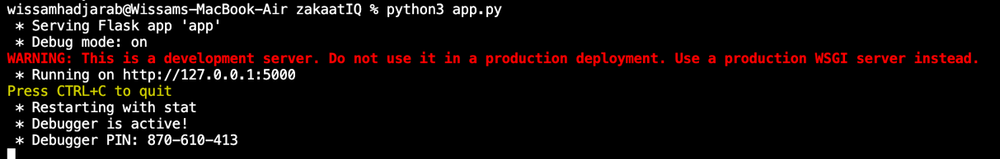 wissamhadjarab@Wissams-MacBook-Air zakaatIQ % python3 app.py
 * Serving Flask app 'app'
 * Debug mode: on
WARNING: This is a development server. Do not use it in a production deployment. Use a production WSGI server instead.
 * Running on http://127.0.0.1:5000
Press CTRL+C to quit
 * Restarting with stat
 * Debugger is active!
 * Debugger PIN: 870-610-413